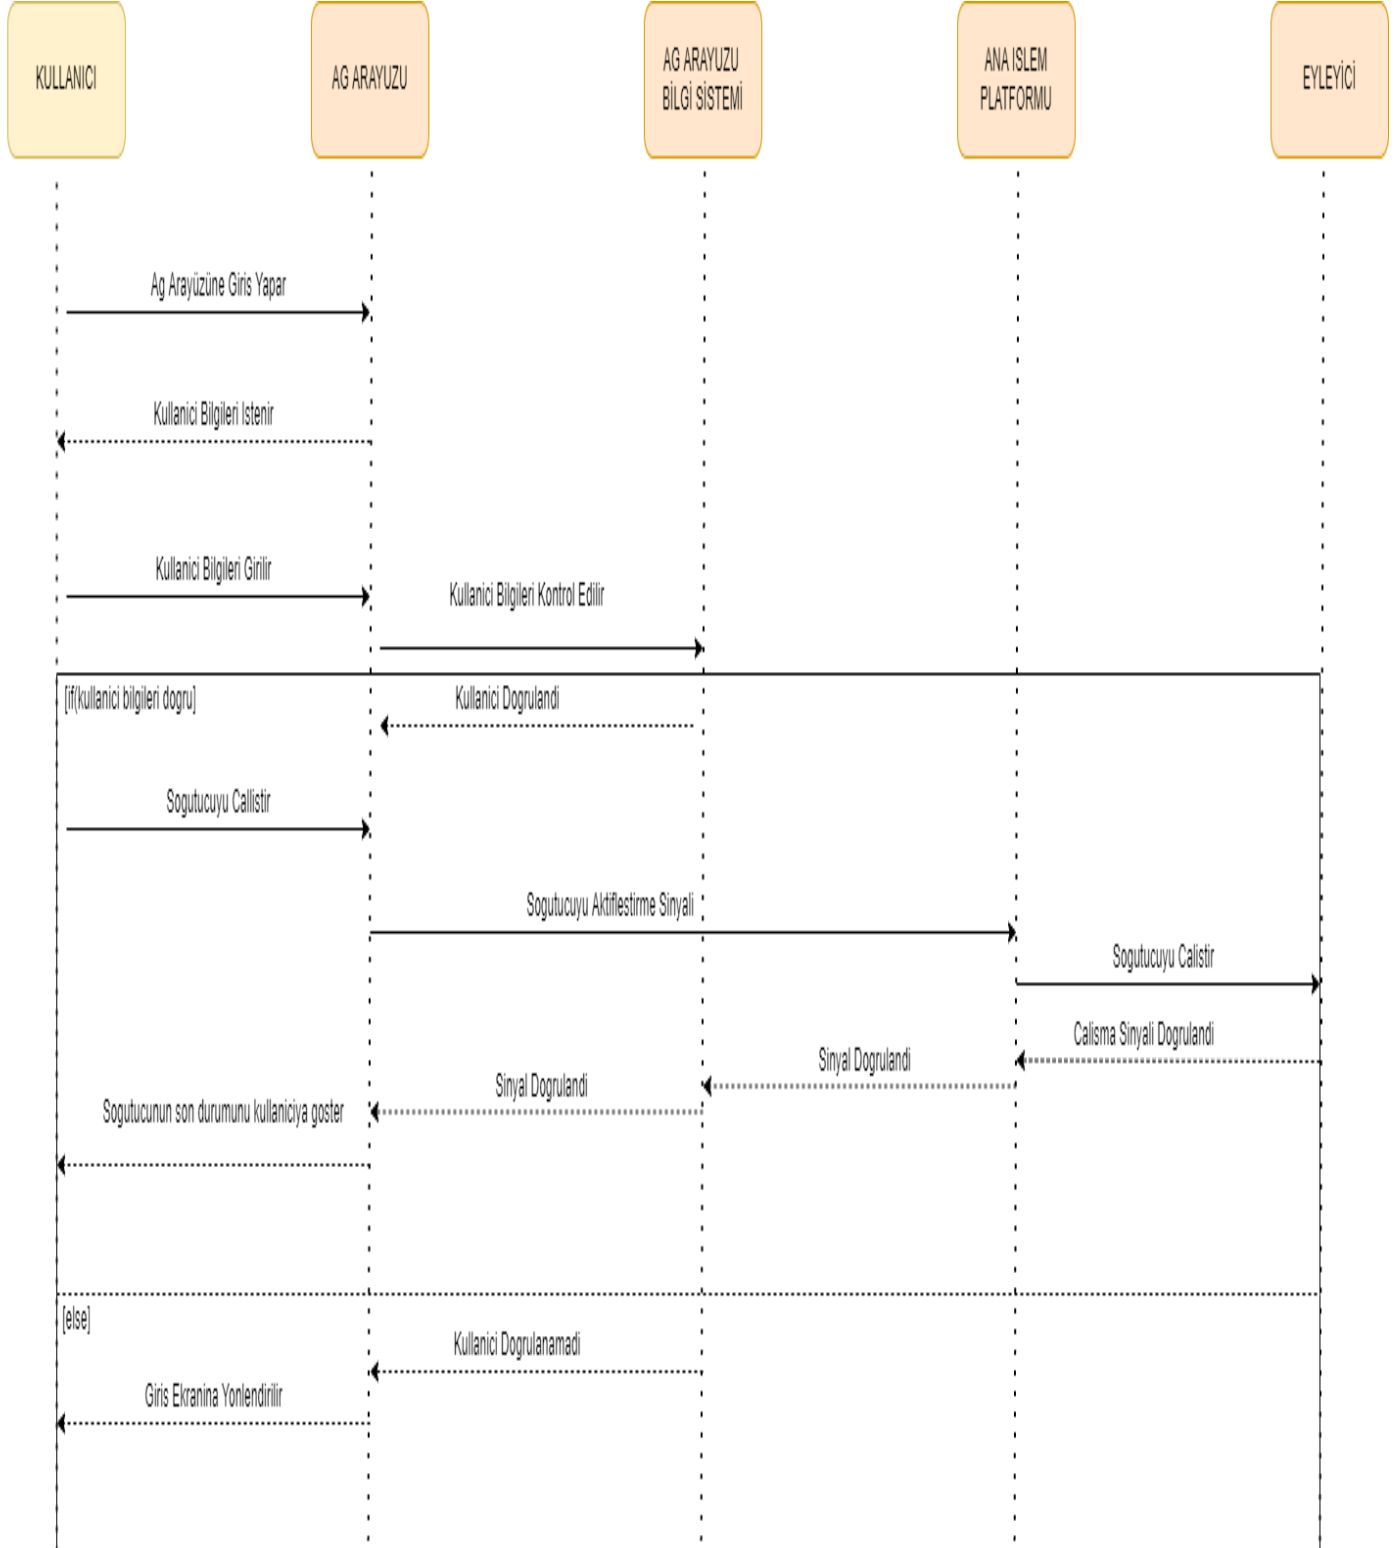 KULLANICI
AG ARAYUZU
AG ARAYUZU
BİLGİ SİSTEMİ
ANA ISLEM
PLATFORMU
EYLEYİCİ
Ag Arayüzüne Giris Yapar
Kullanici Bilgileri Istenir
Kullanici Bilgileri Girilir
Kullanici Bilgileri Kontrol Edilir
[if(kullanici bilgileri dogru]
Kullanici Dogrulandi
Sogutucuyu Callistir
Sogutucuyu Aktiflestirme Sinyali
Sogutucuyu Calistir
Calisma Sinyali Dogrulandi
Sinyal Dogrulandi
Sinyal Dogrulandi
Sogutucunun son durumunu kullaniciya goster
[else]
Kullanici Dogrulanamadi
Giris Ekranina Yonlendirilir